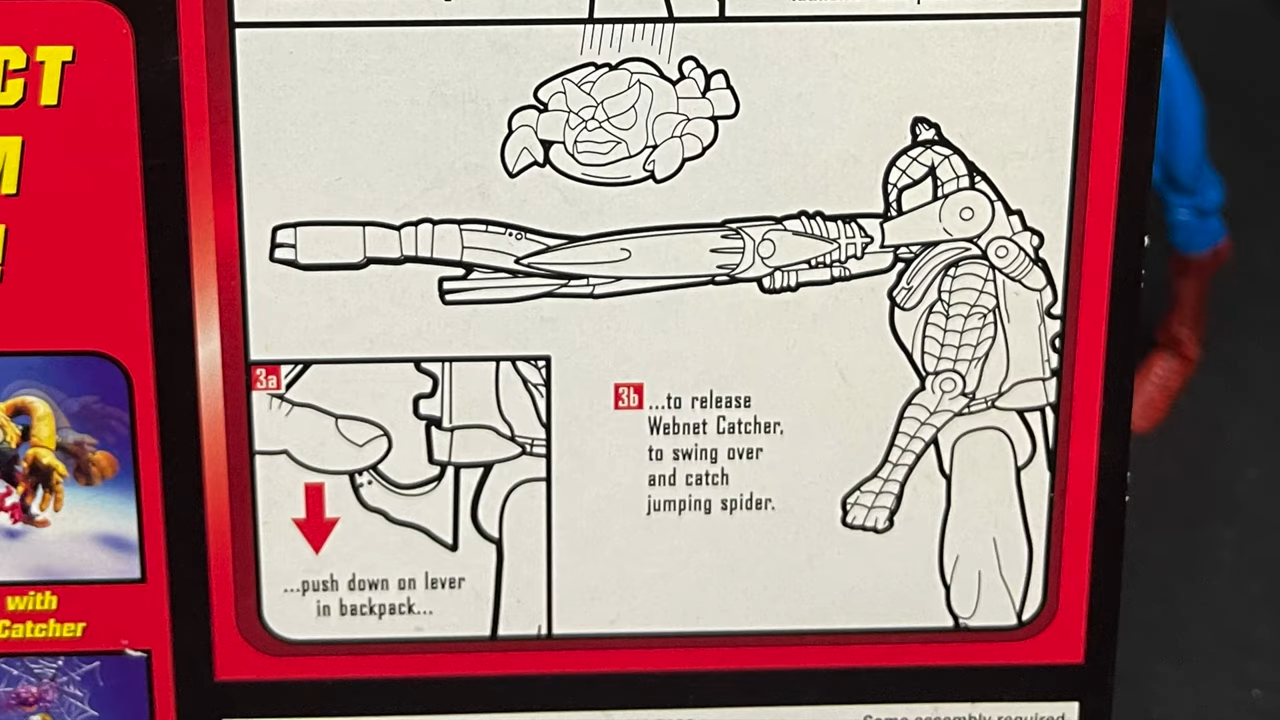 CT
M
!
3a
...push down on lever
in backpack...
3b ...to release
Webnet Catcher,
to swing over
and catch
jumping spider.
with
Catcher
Some assembly required